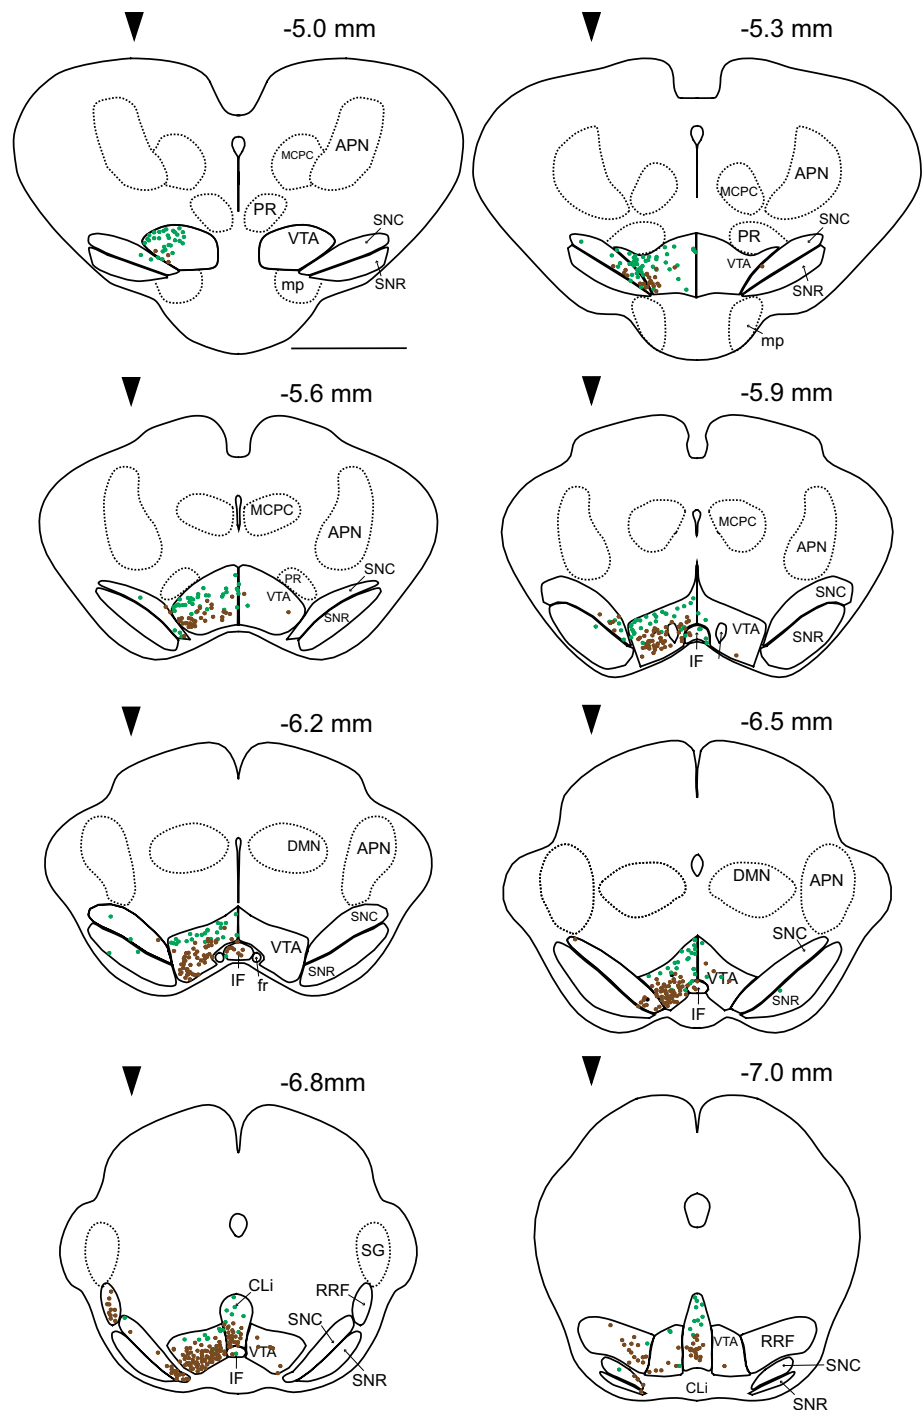 -5.0 mm
MCPC
APN
PR
SNC
VTA
mp
SNR
-5.3 mm
APN
MCPC
SNC
PR
VTA
SNR
mp
-5.6 mm
MCPC
APN
SNC
PR
VTA
SNR
-5.9 mm
MCPC
APN
SNC
VTA
SNR
IF
-6.2 mm
DMN
APN
SNC
VTA
SNR
IF
fr
-6.5 mm
DMN
APN
SNC
VTA
SNR
IF
-6.8mm
SG
CLi
RRF
SNC
VTA
IF
SNR
-7.0 mm
VTA
RRF
SNC
CLi
SNR